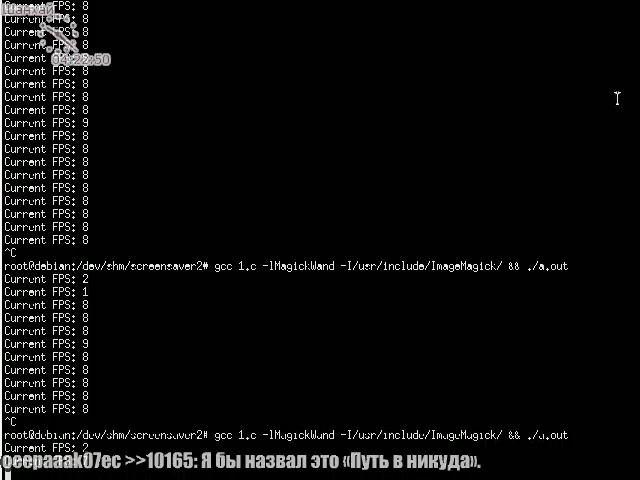 Current FPS: 8
Шанхай
Current FPS: 8
Current FPS: 8
Current FPS: 8
Current FPS: 8
04:22:50
Current FPS: 8
Current FPS: 8
Current FPS: 8
Current FPS: 8
Current FPS: 9
Current FPS: 8
Current FPS: 8
Current FPS: 8
Current FPS: 8
Current FPS: 8
Current FPS: 8
Current FPS: 8
Current FPS: 8
Current FPS: 8
^C
root@debian:/dev/shm/screensaver2# gcc 1.c -lMagickWand -I/usr/include/ImageMagick/ && ./a.out
Current FPS: 2
Current FPS: 1
Current FPS: 8
Current FPS: 8
Current FPS: 8
Current FPS: 9
Current FPS: 8
Current FPS: 8
Current FPS: 8
Current FPS: 8
Current FPS: 8
^C
root@debian:/dev/shm/screensaver2# gcc 1.c -lMagickWand -I/usr/include/ImageMagick/ && ./a.out
Current FPS: 2
>>10165: Я бы назвал это «Путь в никуда».